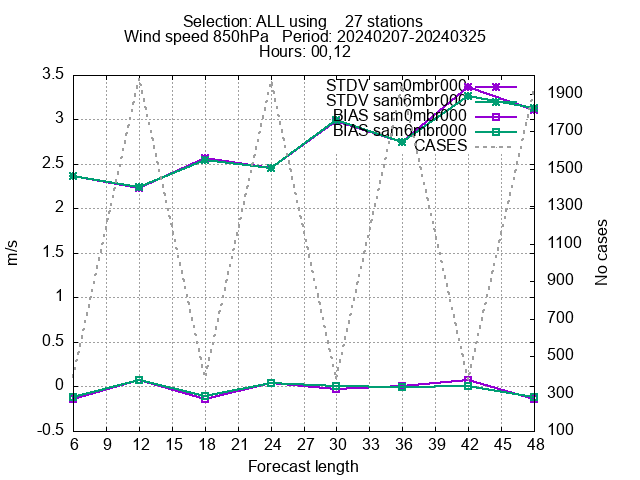 Selection: ALL using    27 stations
Wind speed 850hPa   Period: 20240207-20240325
Hours: 00,12
STDV sam0mbr000
STDV sam6mbr000
BIAS sam0mbr000
BIAS sam6mbr000
CASES
3.5
3
2.5
2
1.5
1
0.5
0
-0.5
m/s
1900
1700
1500
1300
1100
900
700
500
300
100
No cases
6 9 12 15 18 21 24 27 30 33 36 39 42 45 48
Forecast length